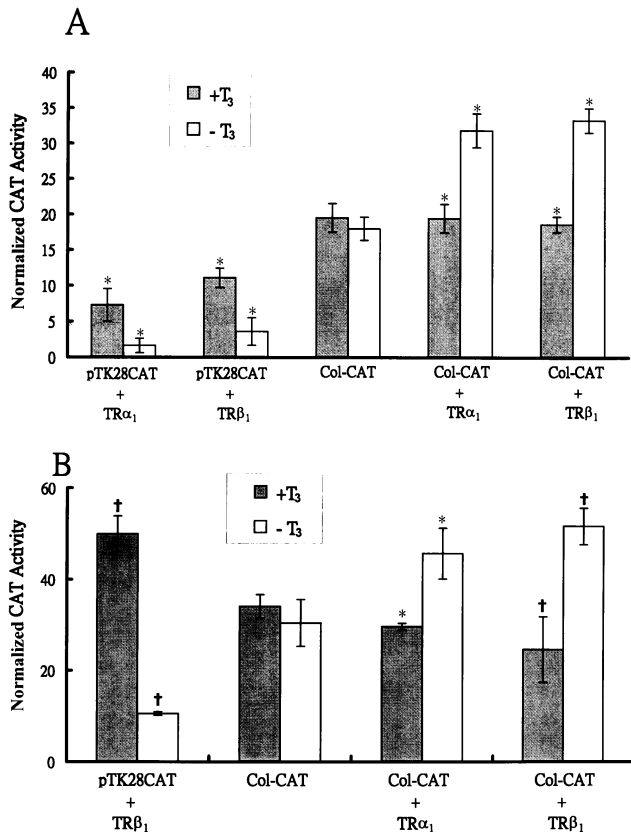 A
Normalized CAT Activity
40
35
30
25
20
15
10
5
0
+T₃
- T₃
* * * * * * * *
pTK28CAT + TRα₁
pTK28CAT + TRβ₁
Col-CAT
Col-CAT + TRα₁
Col-CAT + TRβ₁
B
Normalized CAT Activity
60
40
20
0
+T₃
- T₃
† † * * † †
pTK28CAT + TRβ₁
Col-CAT
Col-CAT + TRα₁
Col-CAT + TRβ₁